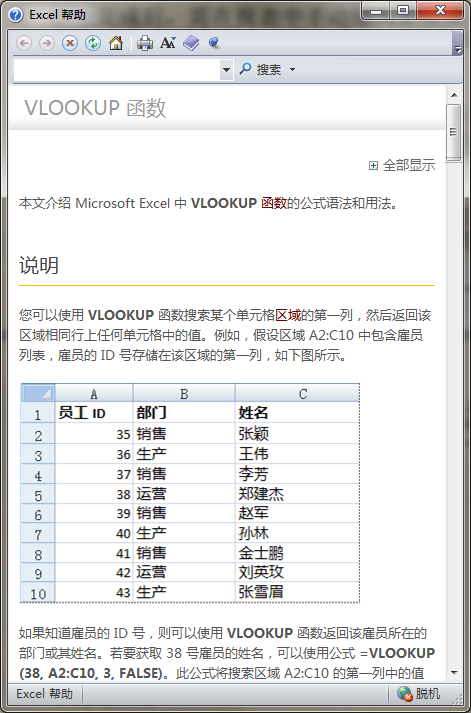 Excel 帮助
搜索
VLOOKUP 函数
全部显示
本文介绍 Microsoft Excel 中 VLOOKUP 函数的公式语法和用法。
说明
您可以使用 VLOOKUP 函数搜索某个单元格区域的第一列，然后返回该
区域相同行上任何单元格中的值。例如，假设区域 A2:C10 中包含雇员
列表，雇员的 ID 号存储在该区域的第一列，如下图所示。
A B C
1 员工 ID 部门 姓名
2 35 销售 张颖
3 36 生产 王伟
4 37 销售 李芳
5 38 运营 郑建杰
6 39 销售 赵军
7 40 生产 孙林
8 41 销售 金士鹏
9 42 运营 刘英玫
10 43 生产 张雪眉
如果知道雇员的 ID 号，则可以使用 VLOOKUP 函数返回该雇员所在的
部门或其姓名。若要获取 38 号雇员的姓名，可以使用公式 =VLOOKUP
(38, A2:C10, 3, FALSE)。此公式将搜索区域 A2:C10 的第一列中的值
Excel 帮助
脱机